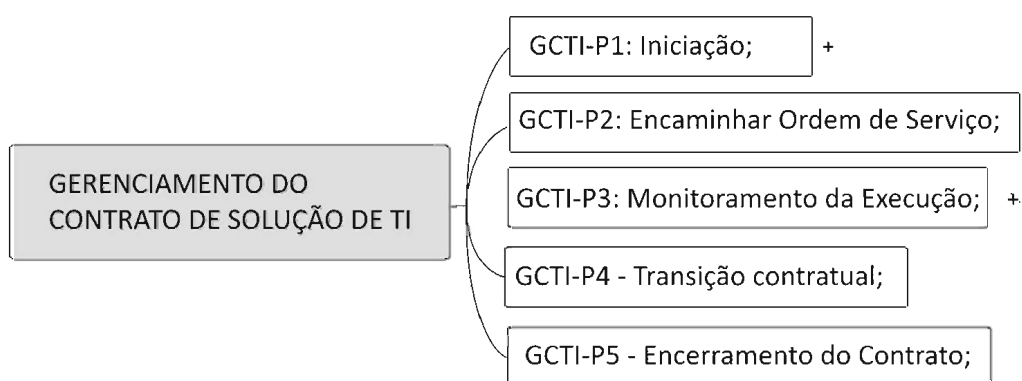 GCTI-P1: Iniciação; +
GCTI-P2: Encaminhar Ordem de Serviço;
GERENCIAMENTO DO
CONTRATO DE SOLUÇÃO DE TI
GCTI-P3: Monitoramento da Execução; +
GCTI-P4 - Transição contratual;
GCTI-P5 - Encerramento do Contrato;